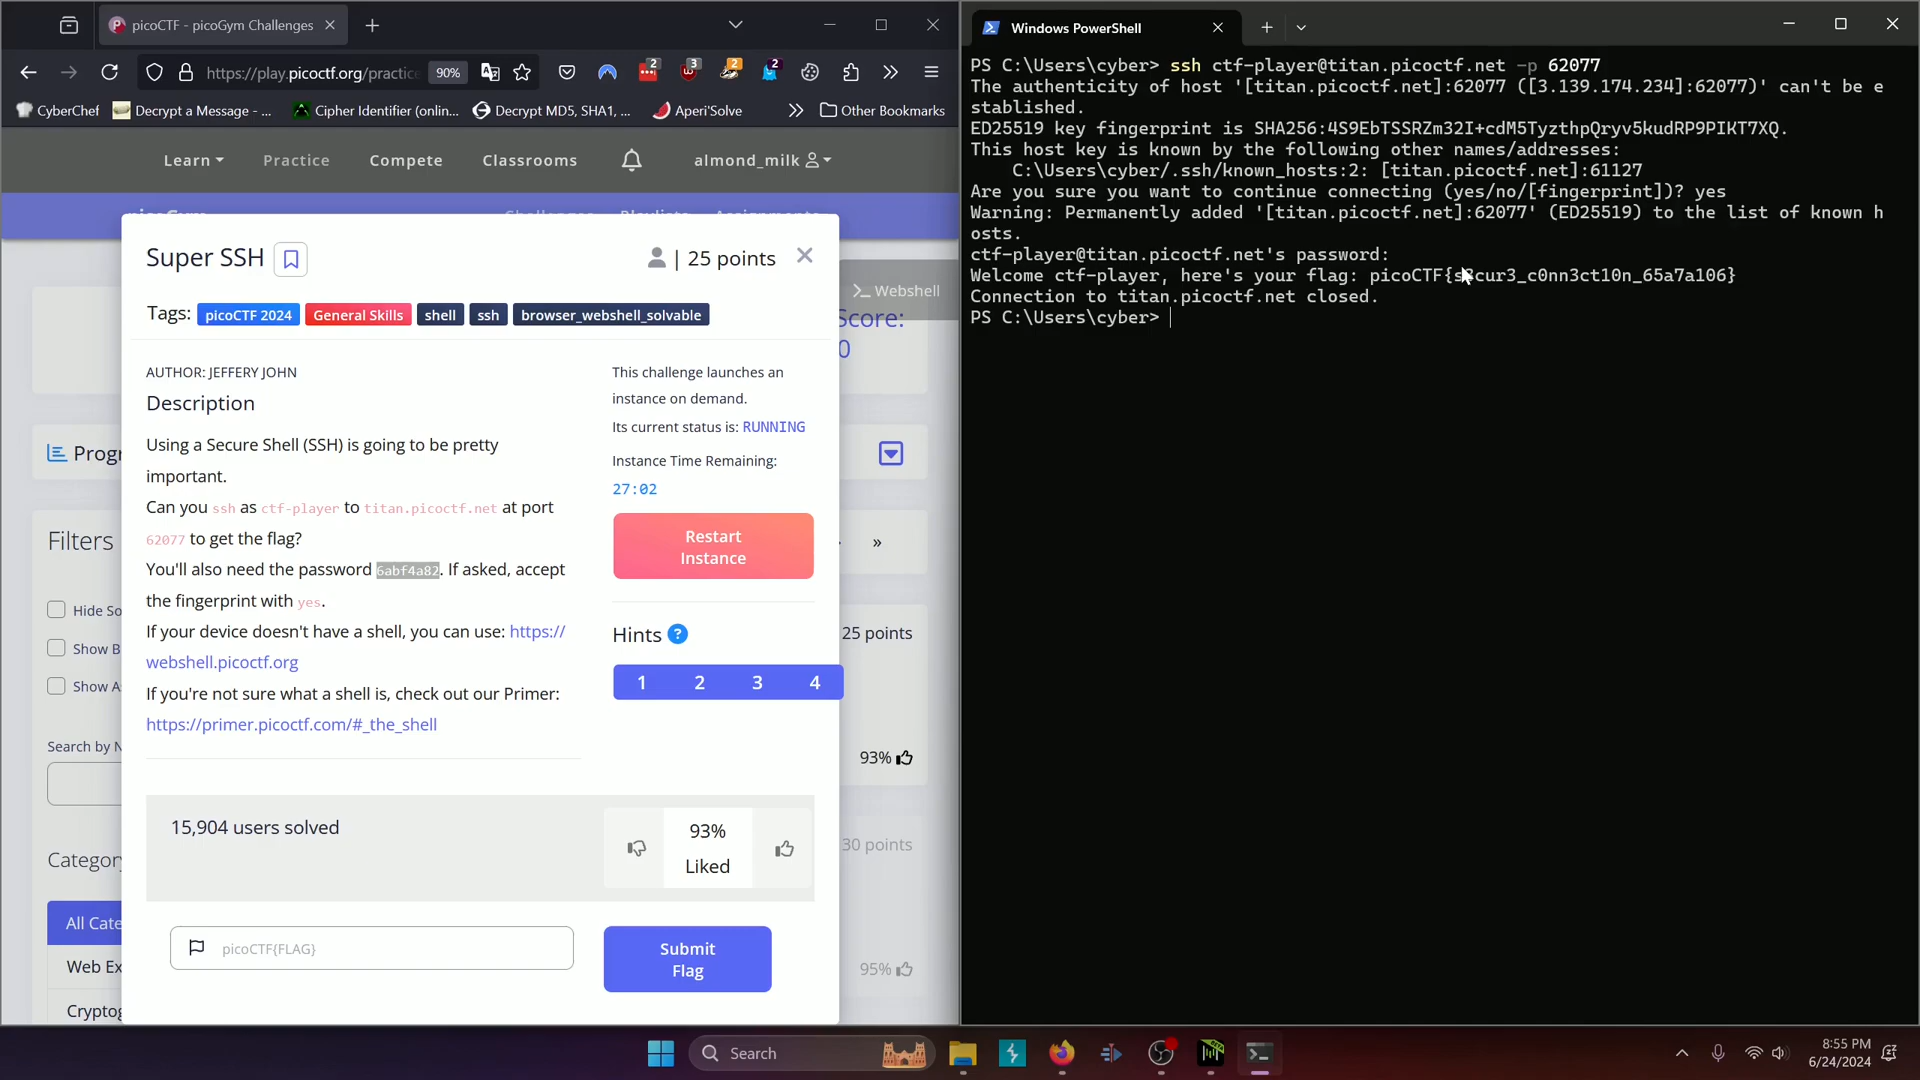 picoCTF - picoGym Challenges
https://play.picoctf.org/practice
90%
2
3
2
2
CyberChef
Decrypt a Message - ...
Cipher Identifier (onlin...
Decrypt MD5, SHA1, ...
Aperi'Solve
Other Bookmarks
Learn
Practice
Compete
Classrooms
almond_milk
Webshell
Score:
0
Super SSH
| 25 points
Tags:
picoCTF 2024
General Skills
shell
ssh
browser_webshell_solvable
AUTHOR: JEFFERY JOHN
Description
Using a Secure Shell (SSH) is going to be pretty
important.
Can you ssh as ctf-player to titan.picoctf.net at port
62077 to get the flag?
You'll also need the password 6abf4a82. If asked, accept
the fingerprint with yes.
If your device doesn't have a shell, you can use: https://
webshell.picoctf.org
If you're not sure what a shell is, check out our Primer:
https://primer.picoctf.com/#_the_shell
This challenge launches an
instance on demand.
Its current status is: RUNNING
Instance Time Remaining:
27:02
Restart
Instance
Hints ?
1 2 3 4
15,904 users solved
93%
Liked
picoCTF{FLAG}
Submit
Flag
Progr
Filters
»
Hide So
Show B
Show A
Search by N
Category
All Cate
Web Ex
Cryptog
25 points
93%
30 points
95%
Windows PowerShell
PS C:\Users\cyber> ssh ctf-player@titan.picoctf.net -p 62077
The authenticity of host '[titan.picoctf.net]:62077 ([3.139.174.234]:62077)' can't be e
stablished.
ED25519 key fingerprint is SHA256:4S9EbTSSRZm32I+cdM5TyzthpQryv5kudRP9PIKT7XQ.
This host key is known by the following other names/addresses:
C:\Users\cyber/.ssh/known_hosts:2: [titan.picoctf.net]:61127
Are you sure you want to continue connecting (yes/no/[fingerprint])? yes
Warning: Permanently added '[titan.picoctf.net]:62077' (ED25519) to the list of known h
osts.
ctf-player@titan.picoctf.net's password:
Welcome ctf-player, here's your flag:
Connection to titan.picoctf.net closed.
PS C:\Users\cyber>
Search
8:55 PM
6/24/2024